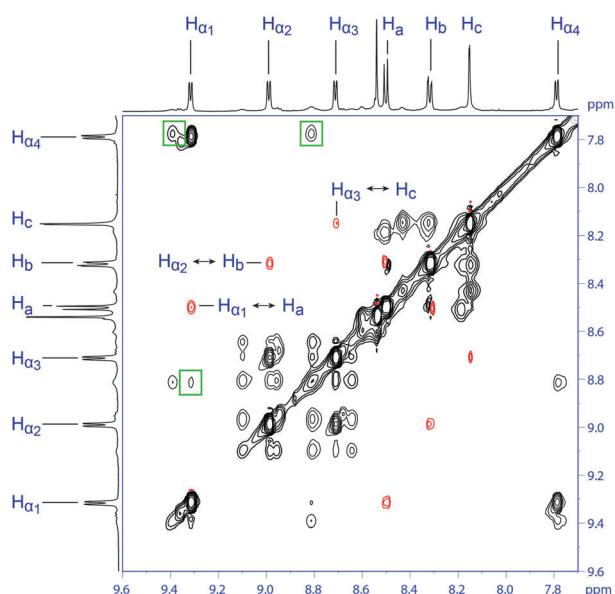 Hα1 Hα2 Hα3 Ha Hb Hc Hα4
ppm
Hα4 7.8
Hα3 ↔ Hc 8.0
Hc 8.2
Hb Hα2 ↔ Hb 8.4
Ha Hα1 ↔ Ha 8.6
Hα3 8.8
Hα2 9.0
9.2
Hα1 9.4
9.6
9.6 9.4 9.2 9.0 8.8 8.6 8.4 8.2 8.0 7.8 ppm